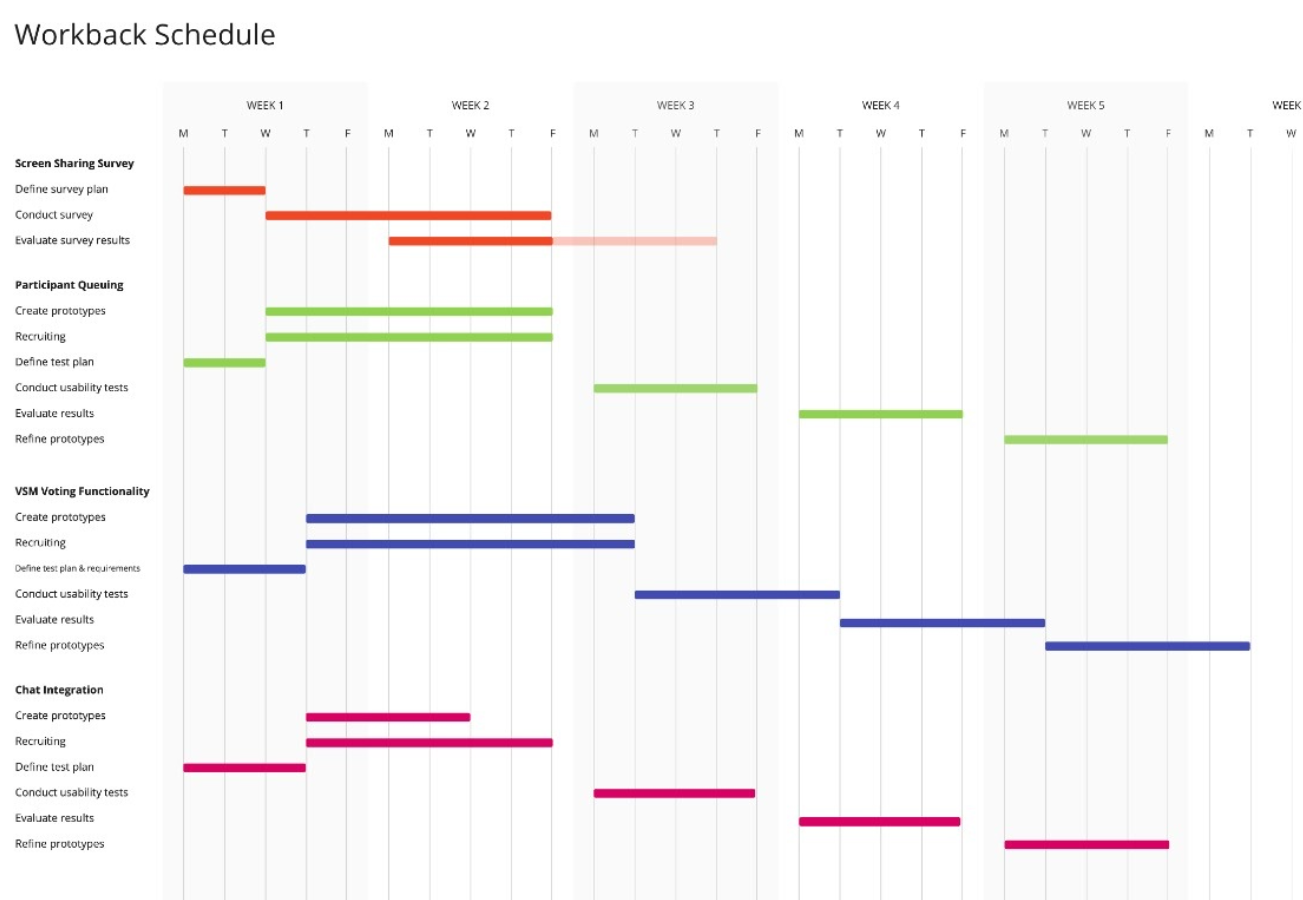 Workback Schedule
WEEK 1 WEEK 2 WEEK 3 WEEK 4 WEEK 5 WEEK
M T W T F M T W T F M T W T F M T W T F M T W T F M T W
Screen Sharing Survey
Define survey plan
Conduct survey
Evaluate survey results
Participant Queuing
Create prototypes
Recruiting
Define test plan
Conduct usability tests
Evaluate results
Refine prototypes
VSM Voting Functionality
Create prototypes
Recruiting
Define test plan & requirements
Conduct usability tests
Evaluate results
Refine prototypes
Chat Integration
Create prototypes
Recruiting
Define test plan
Conduct usability tests
Evaluate results
Refine prototypes